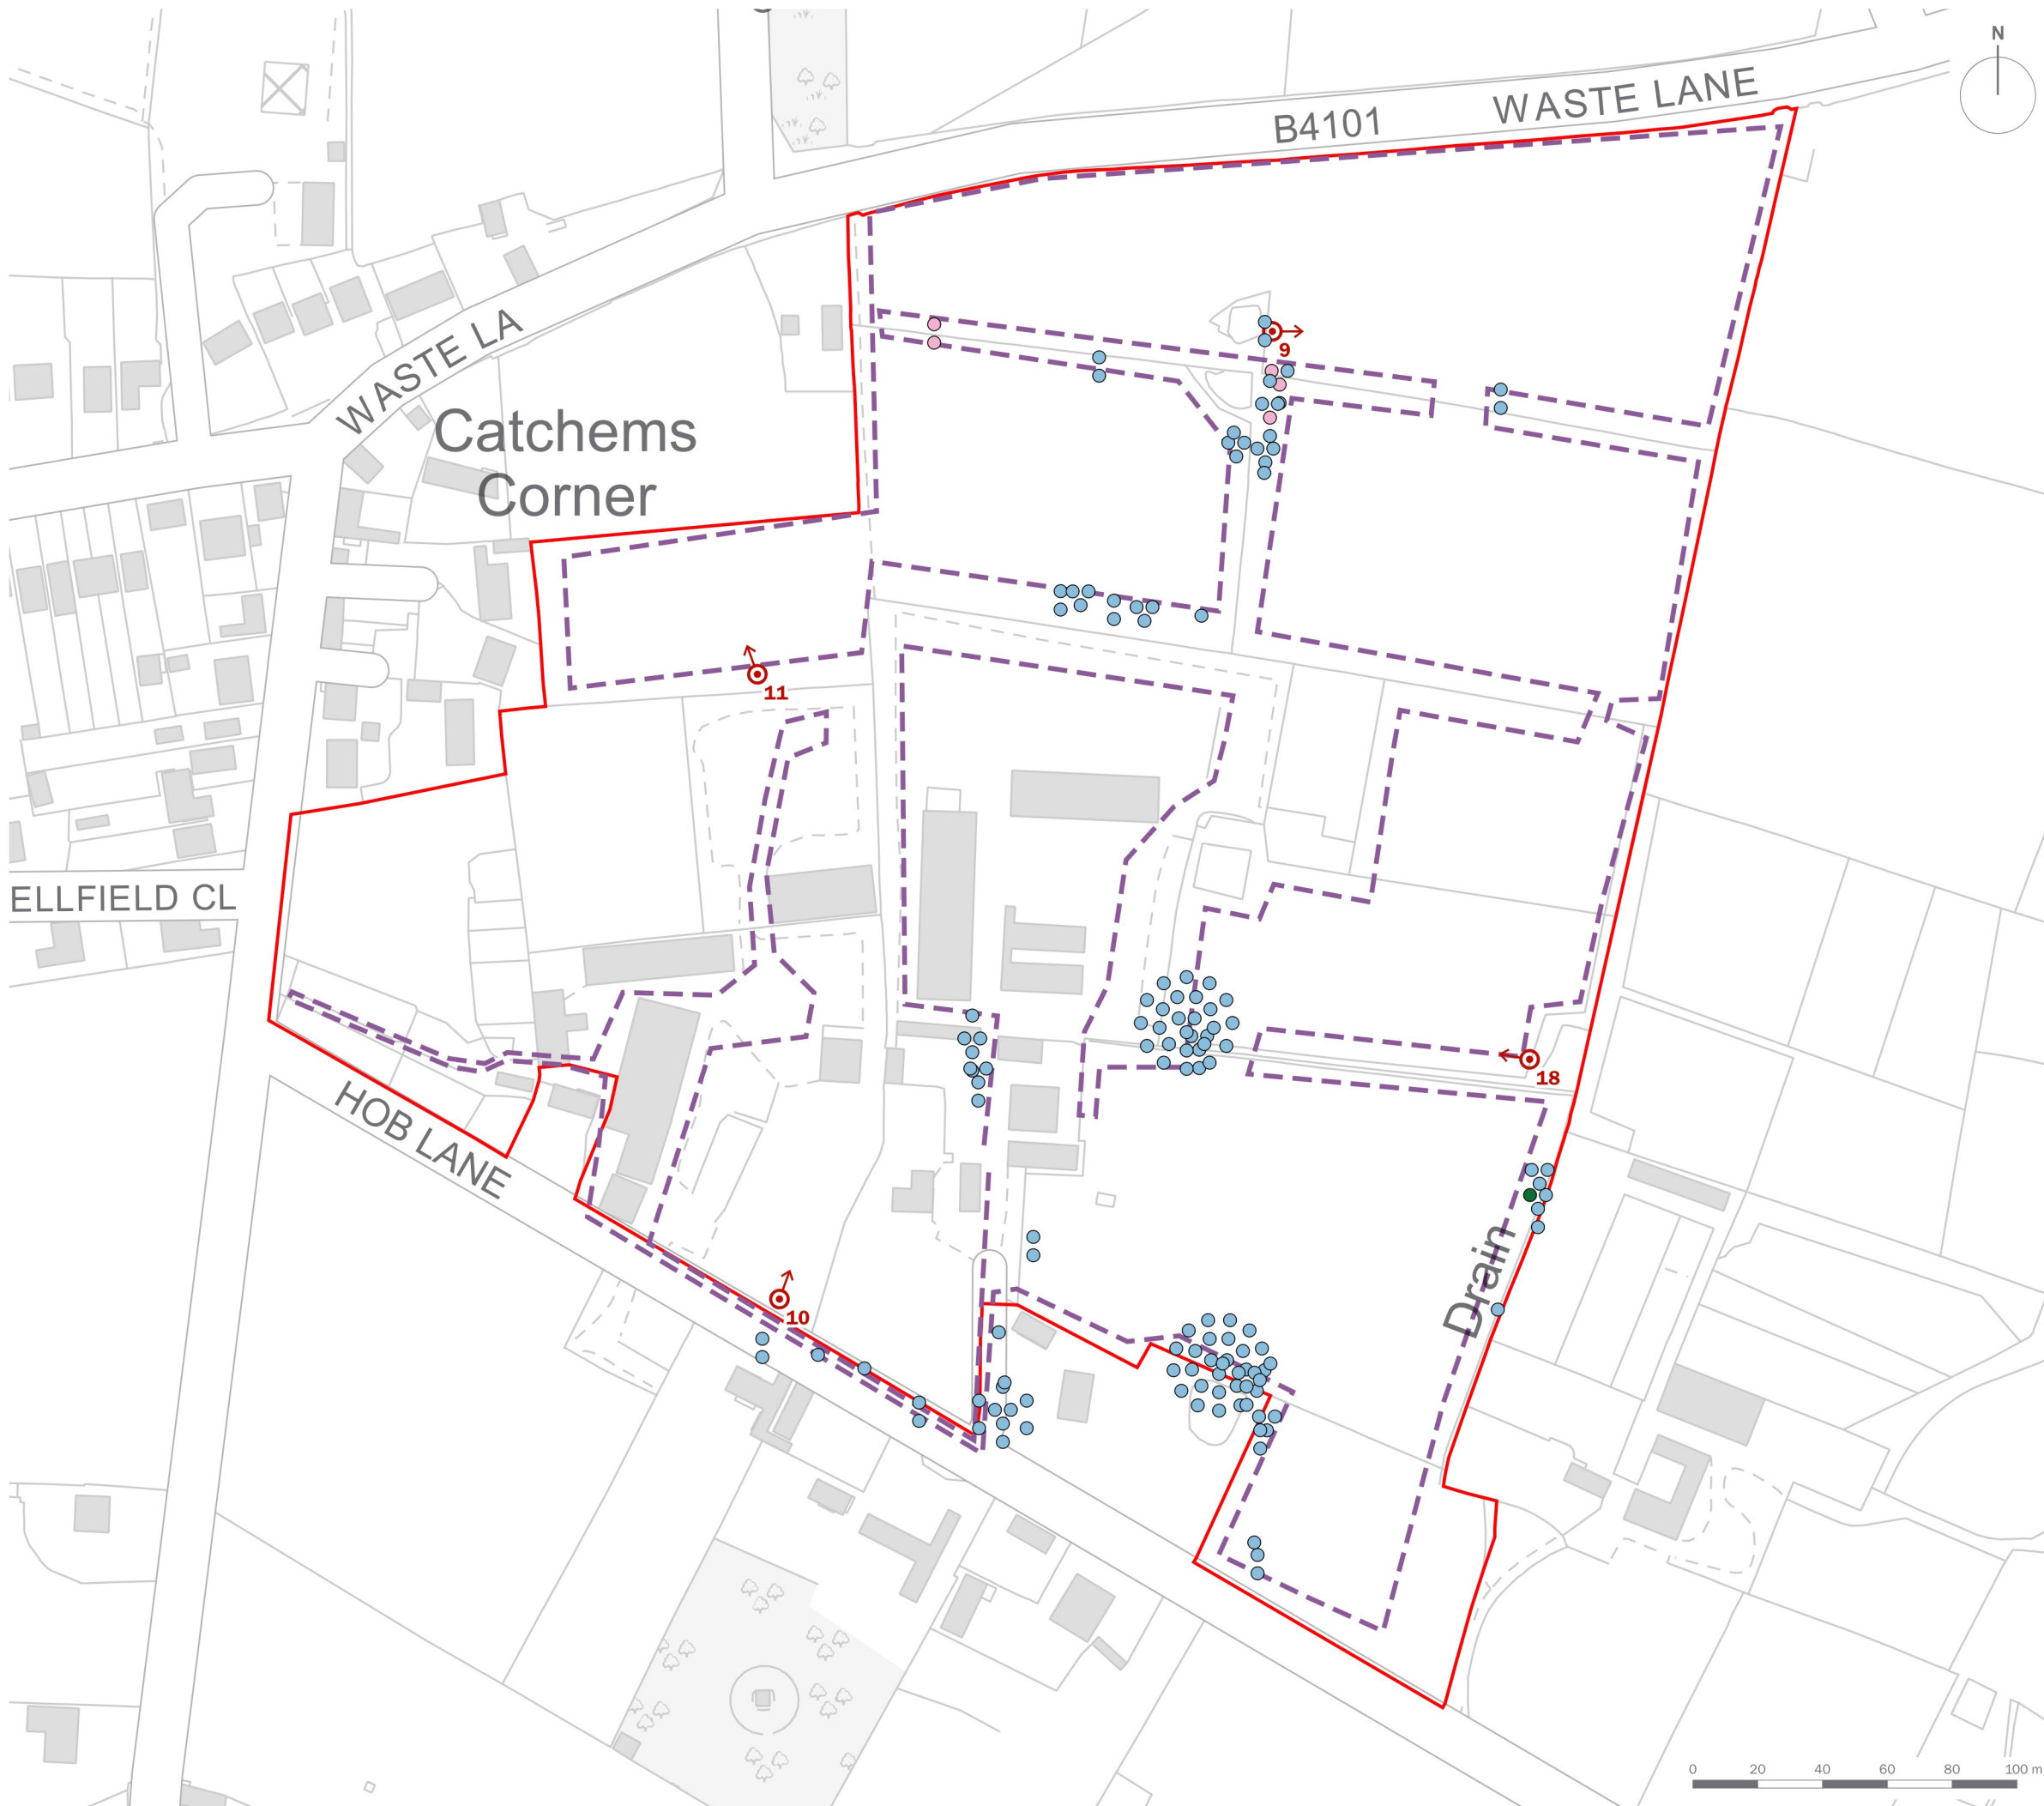 N
B4101 WASTE LANE
WASTE LA
9
Catchems
Corner
11
ELLFIELD CL
18
HOB LANE
Drain
10
0 20 40 60 80 100 m